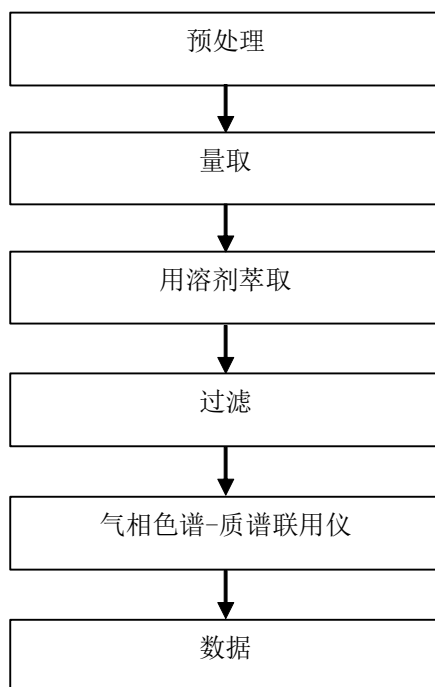 预处理
量取
用溶剂萃取
过滤
气相色谱-质谱联用仪
数据